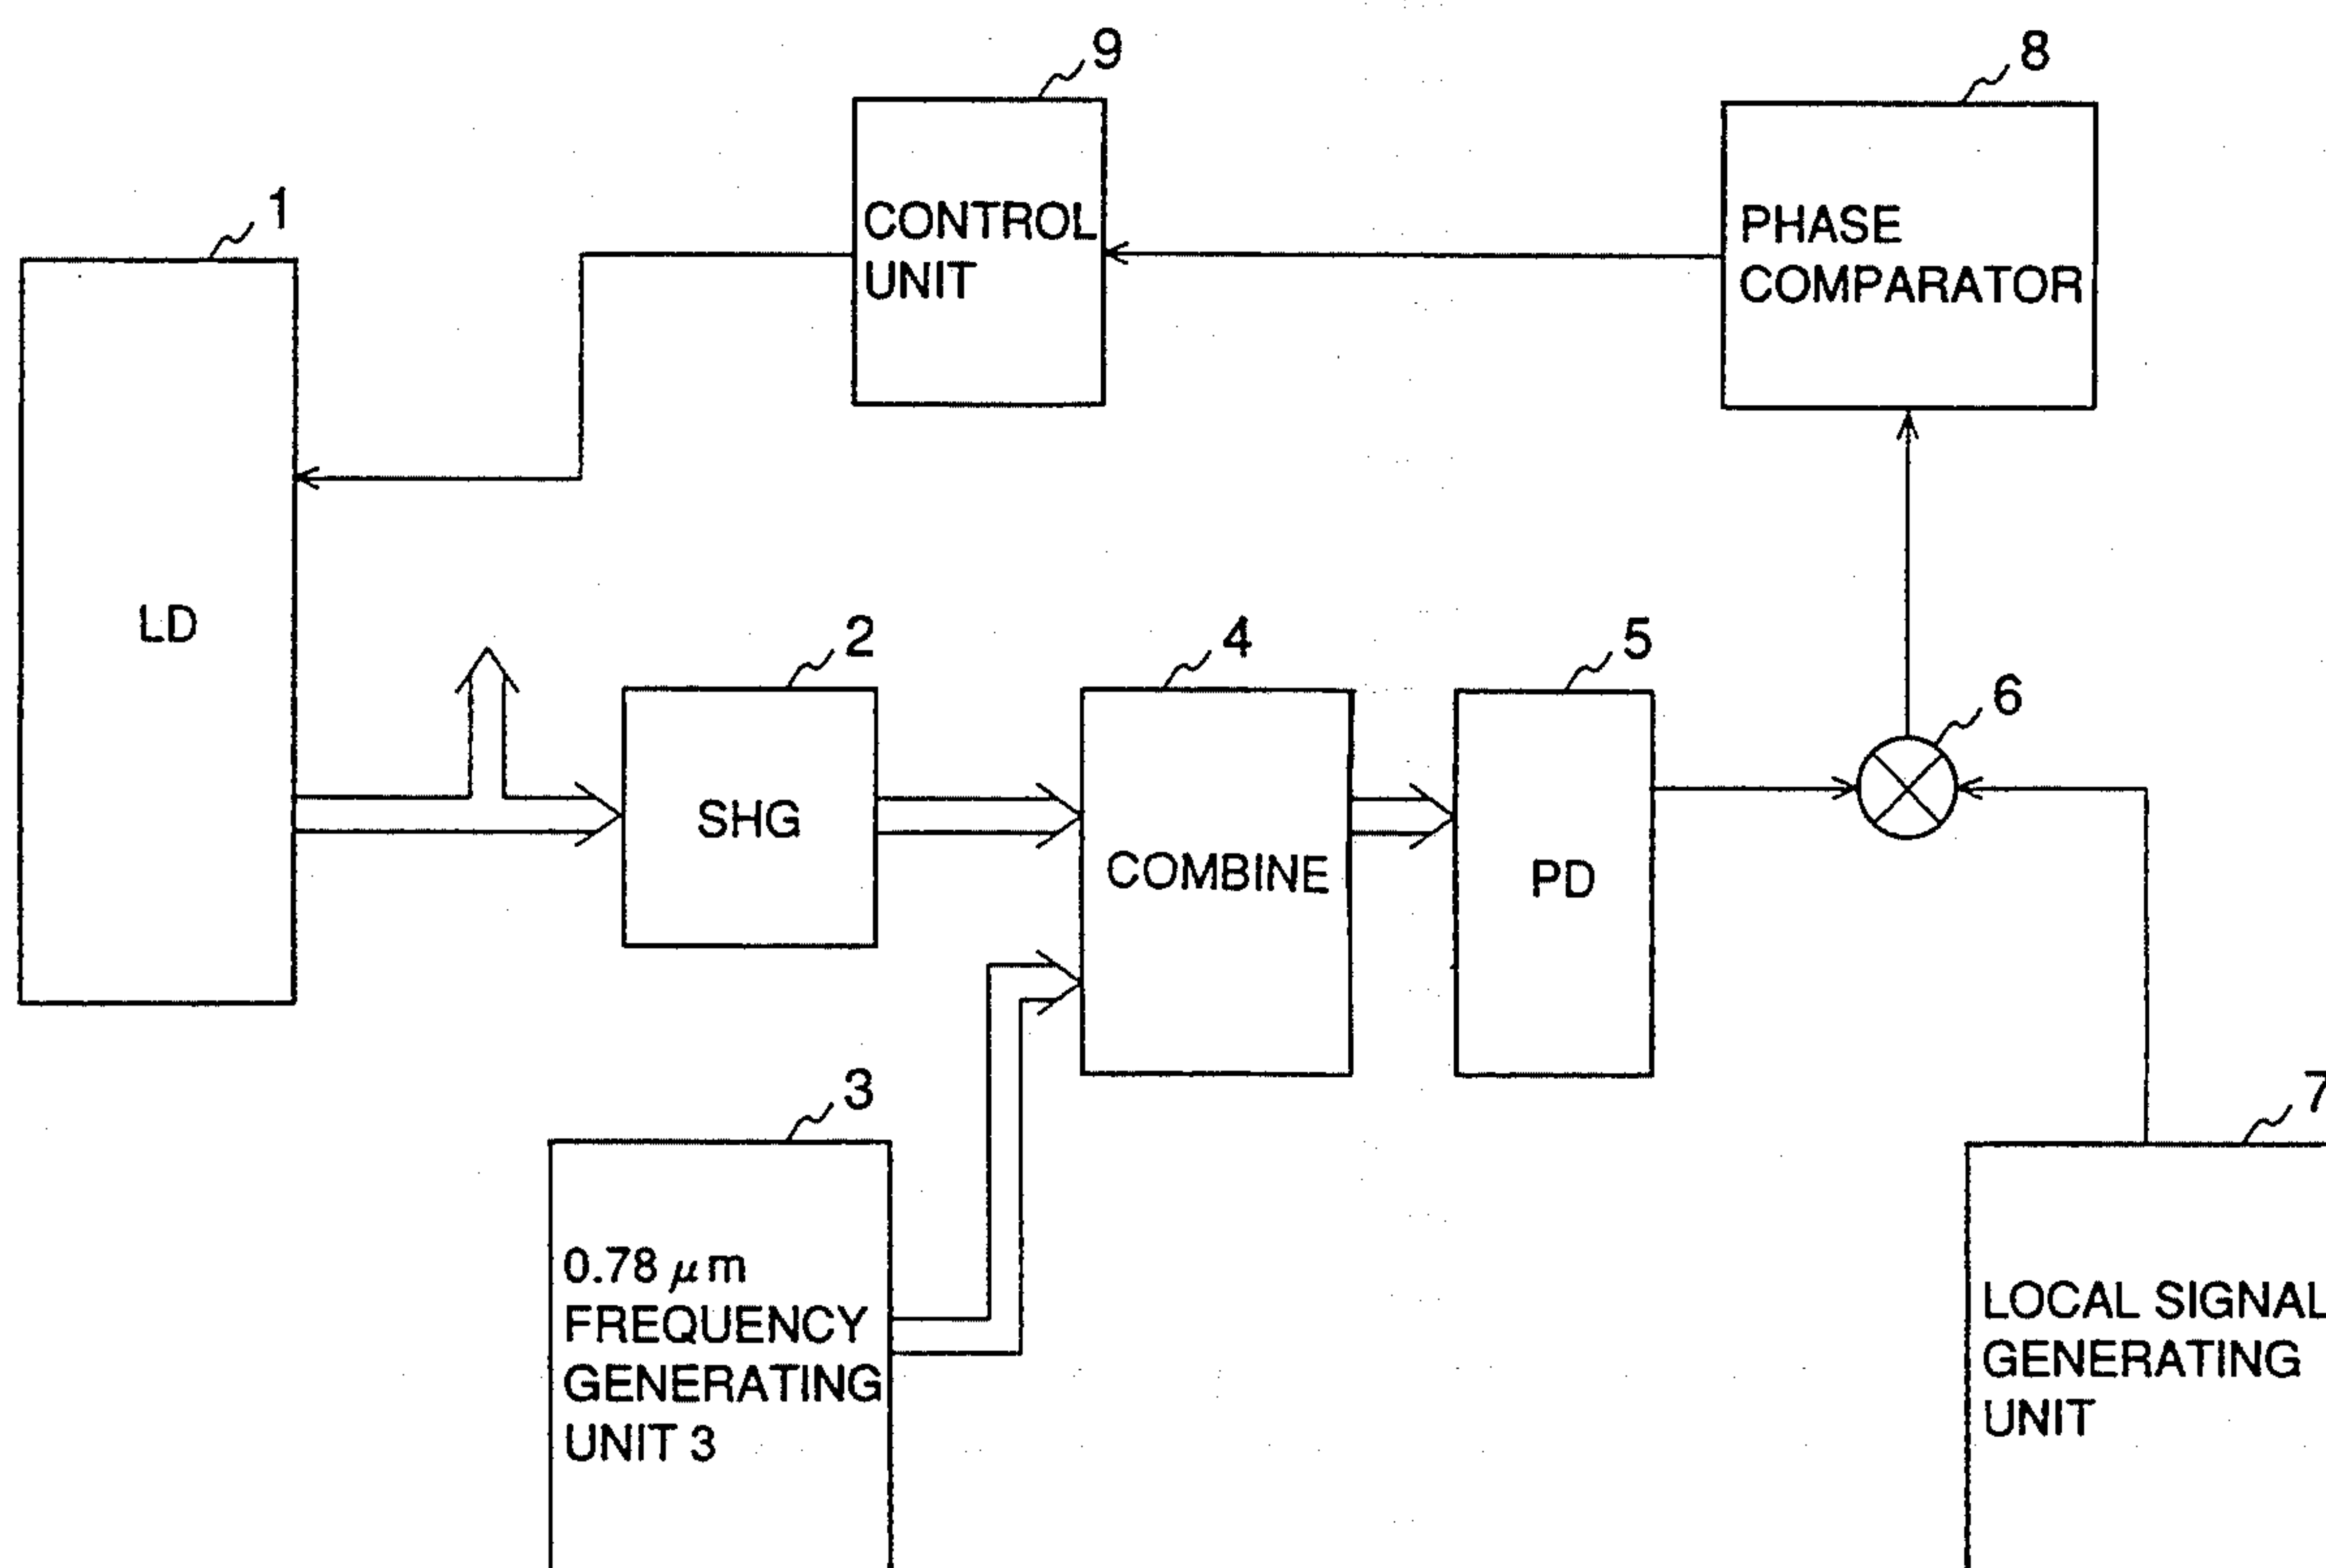 9
8
1
CONTROL
UNIT
PHASE
COMPARATOR
LD
2
4
5
6
SHG
COMBINE
PD
3
7
0.78 μm
FREQUENCY
GENERATING
UNIT 3
LOCAL SIGNAL
GENERATING
UNIT